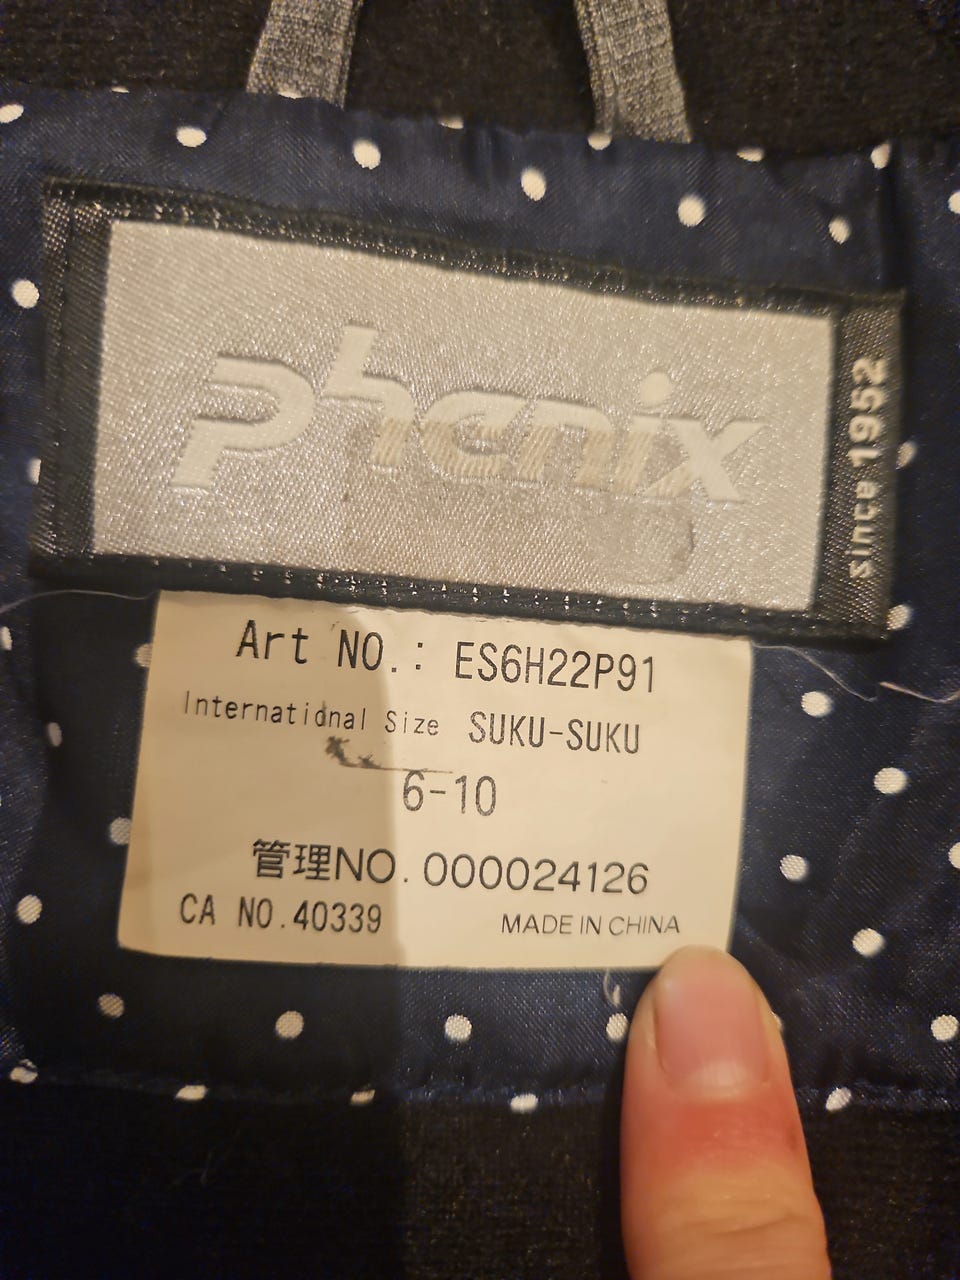 Phenix
since 1952
Art NO.: ES6H22P91
International Size SUKU-SUKU
6-10
管理NO.000024126
CA NO.40339 MADE IN CHINA